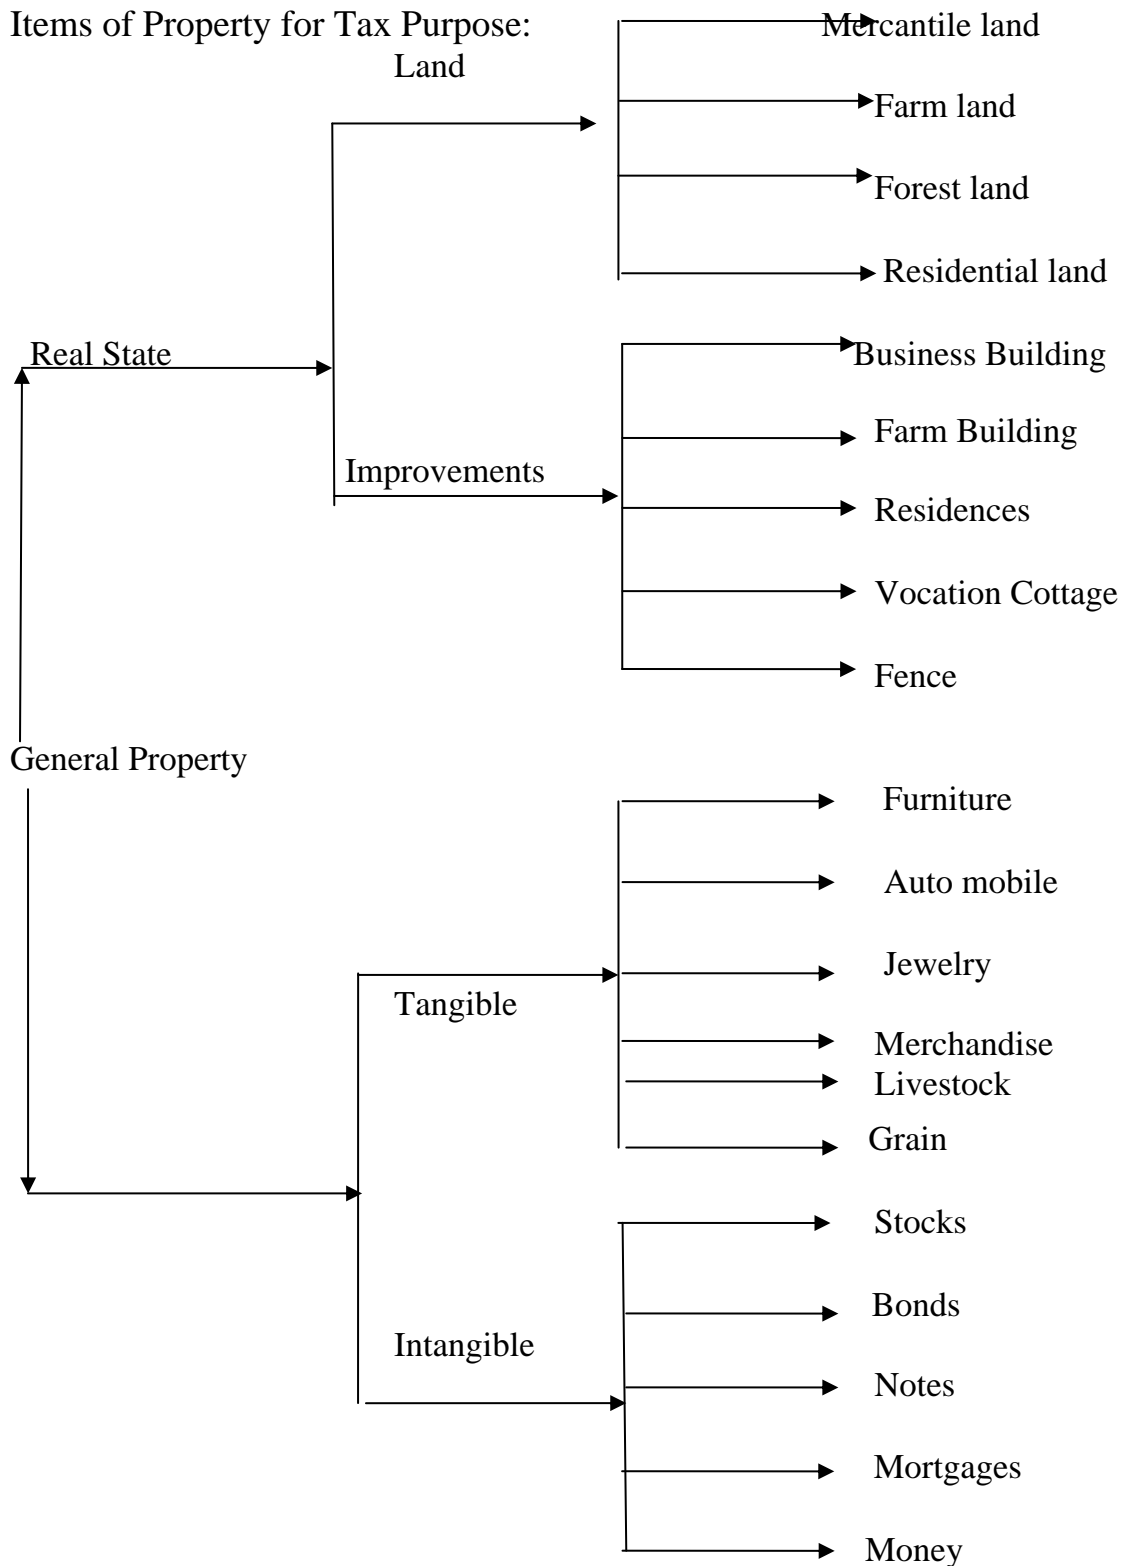 Items of Property for Tax Purpose:
Mercantile land
Land
Farm land
Forest land
Residential land
Real State
Business Building
Farm Building
Improvements
Residences
Vocation Cottage
Fence
General Property
Furniture
Auto mobile
Jewelry
Tangible
Merchandise
Livestock
Grain
Stocks
Bonds
Intangible
Notes
Mortgages
Money